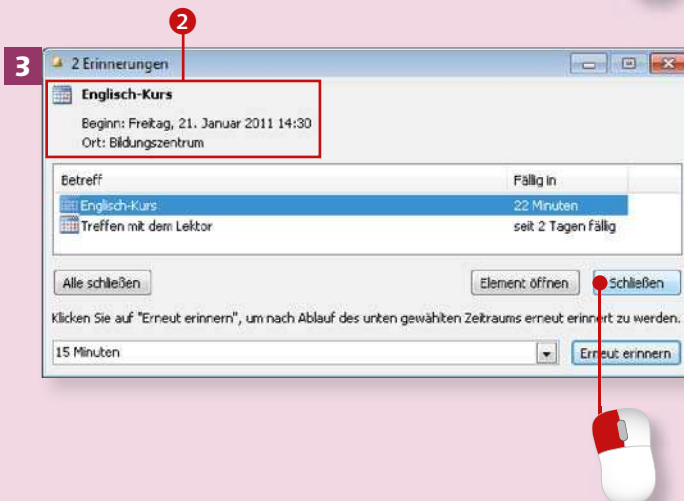 2
3
2 Erinnerungen
Englisch-Kurs
Beginn: Freitag, 21. Januar 2011 14:30
Ort: Bildungszentrum
Betreff Fällig in
Englisch-Kurs 22 Minuten
Treffen mit dem Lektor seit 2 Tagen fällig
Alle schließen Element öffnen Schließen
Klicken Sie auf "Erneut erinnern", um nach Ablauf des unten gewählten Zeitraums erneut erinnert zu werden.
15 Minuten Erneut erinnern